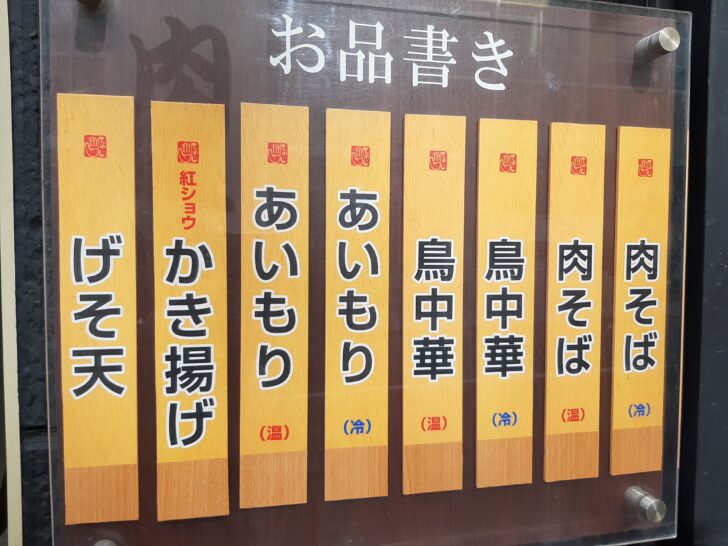 お品書き
肉そば
(冷)
肉そば
(温)
鳥中華
(冷)
鳥中華
(温)
あいもり
(冷)
あいもり
(温)
紅ショウ
かき揚げ
げそ天